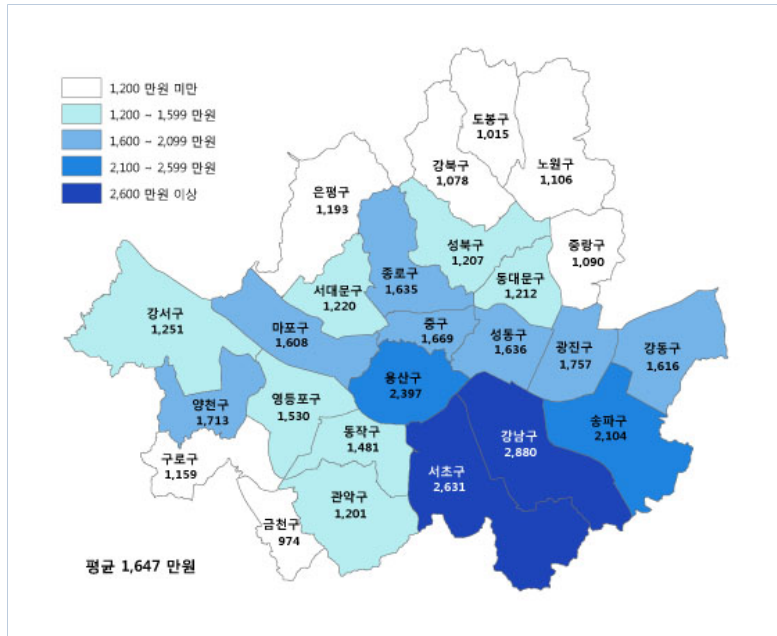 1,200 만원 미만
1,200 ~ 1,599 만원
1,600 ~ 2,099 만원
2,100 ~ 2,599 만원
2,600 만원 이상
도봉구
1,015
노원구
1,106
강북구
1,078
은평구
1,193
성북구
1,207
중랑구
1,090
종로구
1,635
동대문구
1,212
서대문구
1,220
강서구
1,251
마포구
1,608
중구
1,669
성동구
1,636
광진구
1,757
강동구
1,616
용산구
2,397
양천구
1,713
영등포구
1,530
동작구
1,481
송파구
2,104
강남구
2,880
서초구
2,631
구로구
1,159
관악구
1,201
금천구
974
평균 1,647 만원